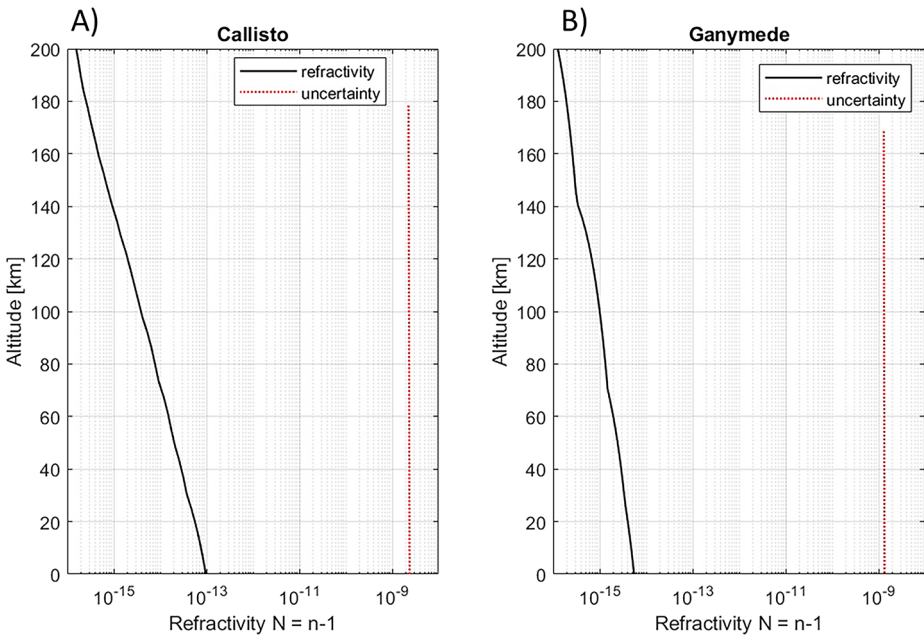 A)
Callisto
200
180
160
140
120
100
80
60
40
20
0
Altitude [km]
refractivity
uncertainty
10^-15
10^-13
10^-11
10^-9
Refractivity N = n-1
B)
Ganymede
200
180
160
140
120
100
80
60
40
20
0
Altitude [km]
refractivity
uncertainty
10^-15
10^-13
10^-11
10^-9
Refractivity N = n-1